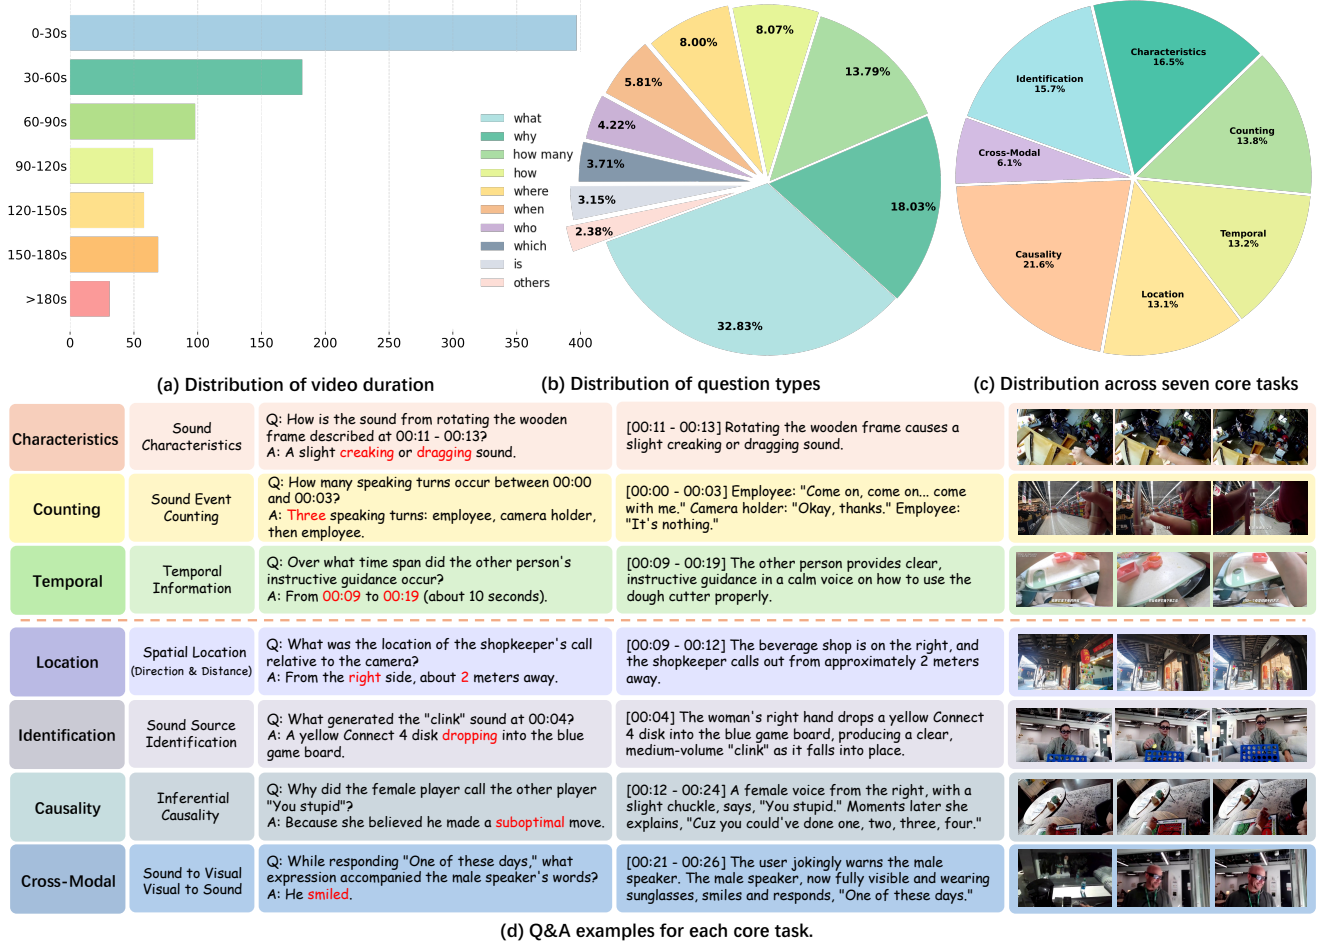 0-30s
30-60s
60-90s
90-120s
120-150s
150-180s
>180s
0
50
100
150
200
250
300
350
400
(a) Distribution of video duration
what
why
how many
how
where
when
who
which
is
others
8.07%
8.00%
13.79%
5.81%
4.22%
3.71%
3.15%
2.38%
18.03%
32.83%
(b) Distribution of question types
Characteristics
16.5%
Identification
15.7%
Counting
13.8%
Cross-Modal
6.1%
Temporal
13.2%
Causality
21.6%
Location
13.1%
(c) Distribution across seven core tasks
Characteristics
Sound
Characteristics
Q: How is the sound from rotating the wooden
frame described at 00:11 - 00:13?
A: A slight creaking or dragging sound.
[00:11 - 00:13] Rotating the wooden frame causes a
slight creaking or dragging sound.
Counting
Sound Event
Counting
Q: How many speaking turns occur between 00:00
and 00:03?
A: Three speaking turns: employee, camera holder,
then employee.
[00:00 - 00:03] Employee: "Come on, come on... come
with me." Camera holder: "Okay, thanks." Employee:
"It's nothing."
Temporal
Temporal
Information
Q: Over what time span did the other person's
instructive guidance occur?
A: From 00:09 to 00:19 (about 10 seconds).
[00:09 - 00:19] The other person provides clear,
instructive guidance in a calm voice on how to use the
dough cutter properly.
Location
Spatial Location
(Direction & Distance)
Q: What was the location of the shopkeeper's call
relative to the camera?
A: From the right side, about 2 meters away.
[00:09 - 00:12] The beverage shop is on the right, and
the shopkeeper calls out from approximately 2 meters
away.
Identification
Sound Source
Identification
Q: What generated the "clink" sound at 00:04?
A: A yellow Connect 4 disk dropping into the blue
game board.
[00:04] The woman's right hand drops a yellow Connect
4 disk into the blue game board, producing a clear,
medium-volume "clink" as it falls into place.
Causality
Inferential
Causality
Q: Why did the female player call the other player
"You stupid"?
A: Because she believed he made a suboptimal move.
[00:12 - 00:24] A female voice from the right, with a
slight chuckle, says, "You stupid." Moments later she
explains, "Cuz you could've done one, two, three, four."
Cross-Modal
Sound to Visual
Visual to Sound
Q: While responding "One of these days," what
expression accompanied the male speaker's words?
A: He smiled.
[00:21 - 00:26] The user jokingly warns the male
speaker. The male speaker, now fully visible and wearing
sunglasses, smiles and responds, "One of these days."
(d) Q&A examples for each core task.